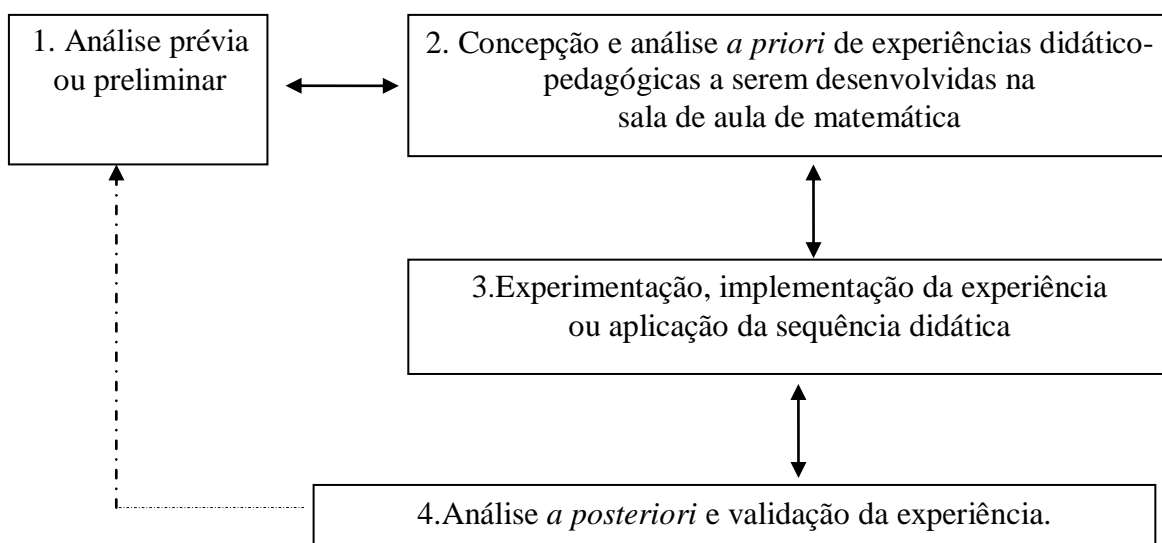 1. Análise prévia
ou preliminar
2. Concepção e análise a priori de experiências didático-
pedagógicas a serem desenvolvidas na
sala de aula de matemática
3.Experimentação, implementação da experiência
ou aplicação da sequência didática
4.Análise a posteriori e validação da experiência.